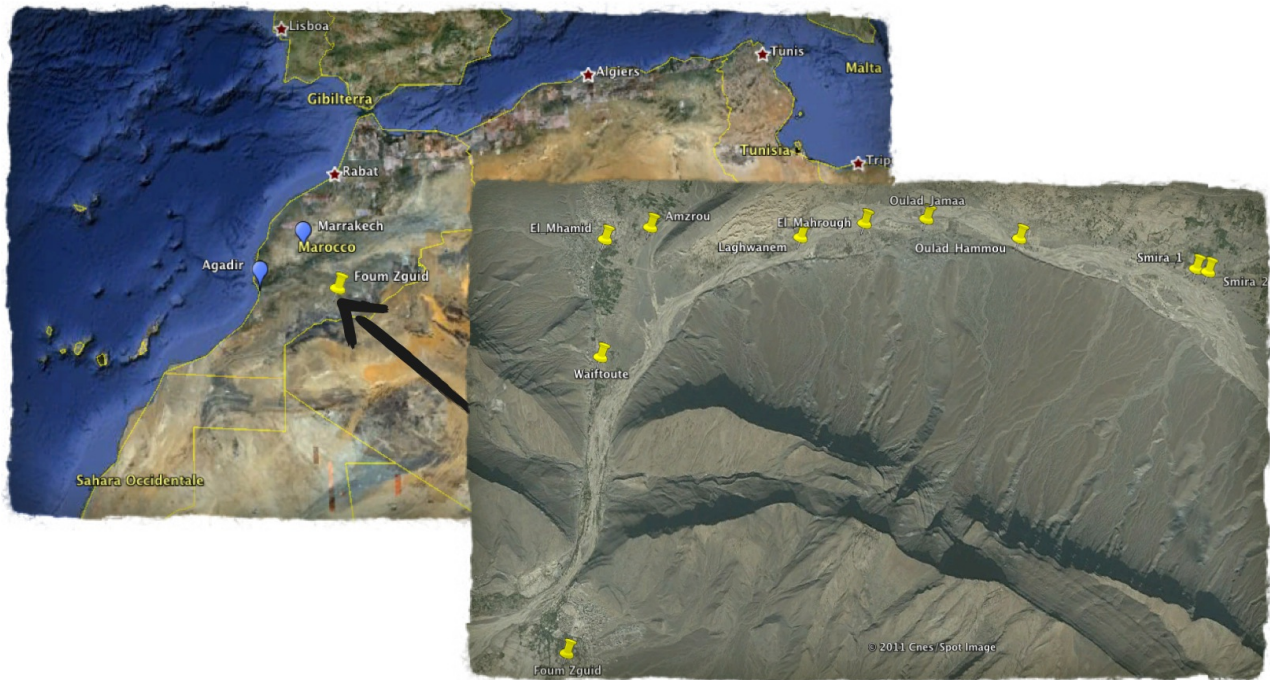 Lisboa
Tunis
Algiers
Malta
Gibilterra
Tunisia
Trip
Rabat
Marrakech
Marocco
Agadir
Foum Zguid
Sahara Occidentale
Oulad Jamaa
El Mhamid
Amzrou
El Mahrough
Laghwanem
Oulad Hammou
Smira 1
Smira 2
Waiftoute
© 2011 Cnes/Spot Image
Foum Zguid